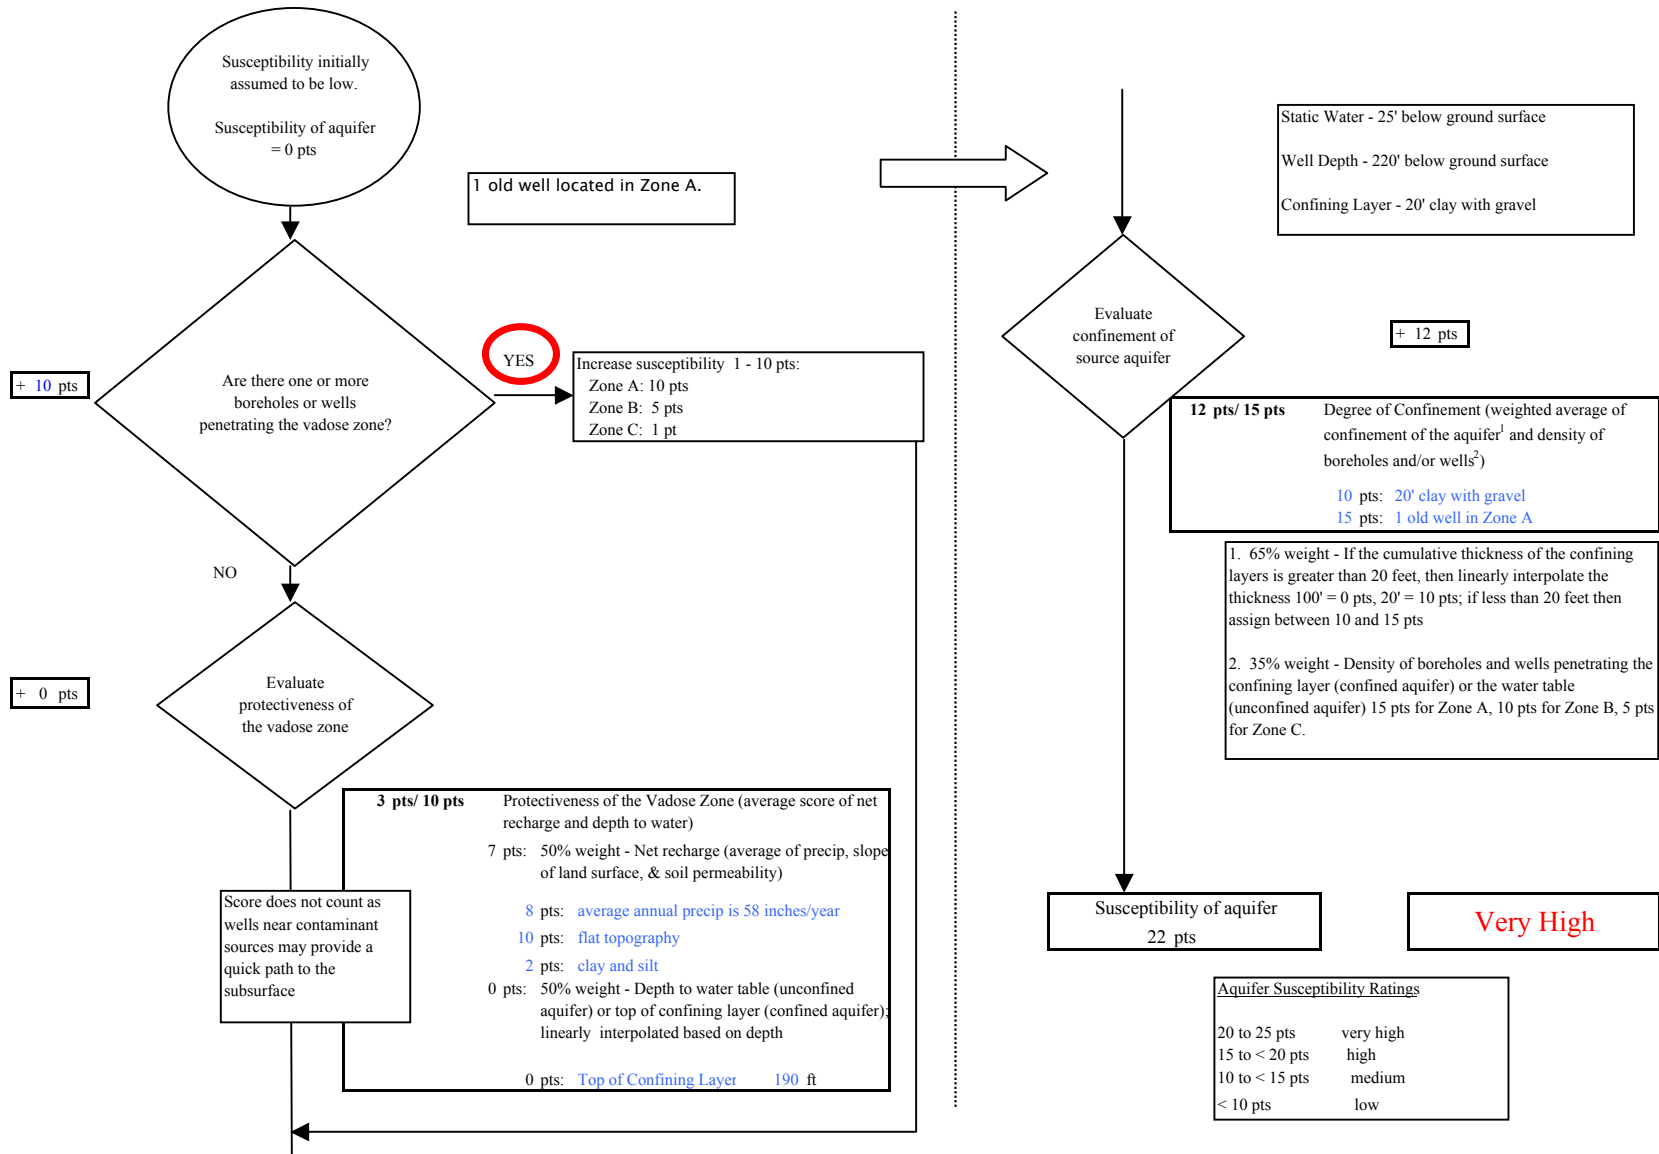 Susceptibility initially
assumed to be low.
Susceptibility of aquifer
= 0 pts
1 old well located in Zone A.
+ 10 pts
Are there one or more
boreholes or wells
penetrating the vadose zone?
YES
Increase susceptibility 1 - 10 pts:
Zone A: 10 pts
Zone B: 5 pts
Zone C: 1 pt
NO
+ 0 pts
Evaluate
protectiveness of
the vadose zone
3 pts/ 10 pts Protectiveness of the Vadose Zone (average score of net
recharge and depth to water)
7 pts: 50% weight - Net recharge (average of precip, slope
of land surface, & soil permeability)
8 pts: average annual precip is 58 inches/year
10 pts: flat topography
2 pts: clay and silt
0 pts: 50% weight - Depth to water table (unconfined
aquifer) or top of confining layer (confined aquifer);
linearly interpolated based on depth
0 pts: Top of Confining Layer 190 ft
Score does not count as
wells near contaminant
sources may provide a
quick path to the
subsurface
Static Water - 25' below ground surface
Well Depth - 220' below ground surface
Confining Layer - 20' clay with gravel
Evaluate
confinement of
source aquifer
+ 12 pts
12 pts/ 15 pts Degree of Confinement (weighted average of
confinement of the aquifer1 and density of
boreholes and/or wells2)
10 pts: 20' clay with gravel
15 pts: 1 old well in Zone A
1. 65% weight - If the cumulative thickness of the confining
layers is greater than 20 feet, then linearly interpolate the
thickness 100' = 0 pts, 20' = 10 pts; if less than 20 feet then
assign between 10 and 15 pts
2. 35% weight - Density of boreholes and wells penetrating the
confining layer (confined aquifer) or the water table
(unconfined aquifer) 15 pts for Zone A, 10 pts for Zone B, 5 pts
for Zone C.
Susceptibility of aquifer
22 pts
Very High
Aquifer Susceptibility Ratings
20 to 25 pts very high
15 to < 20 pts high
10 to < 15 pts medium
< 10 pts low